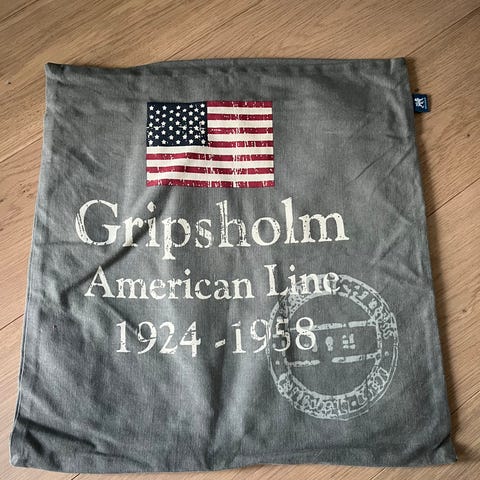 Gripsholm
American Line
1924 - 1958